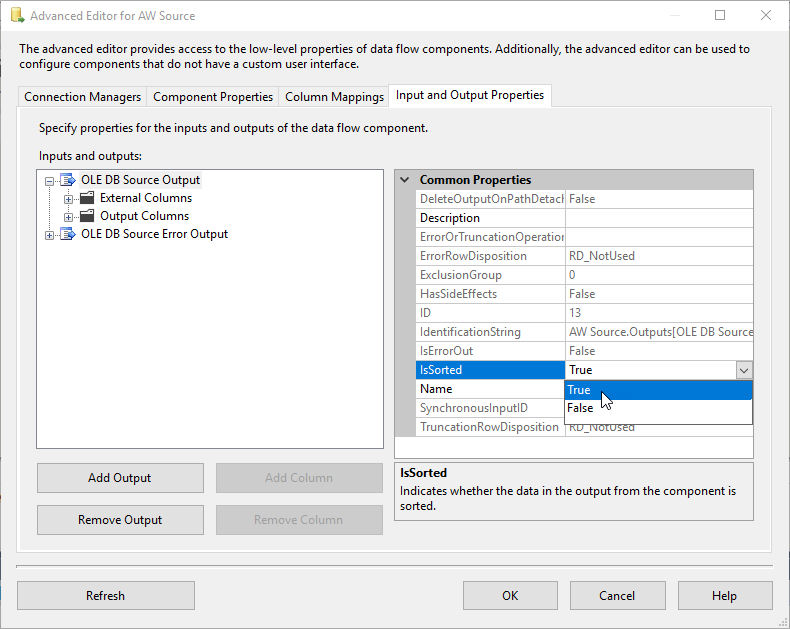 Advanced Editor for AW Source
The advanced editor provides access to the low-level properties of data flow components. Additionally, the advanced editor can be used to
configure components that do not have a custom user interface.
Connection Managers Component Properties Column Mappings Input and Output Properties
Specify properties for the inputs and outputs of the data flow component.
Inputs and outputs:
OLE DB Source Output
External Columns
Output Columns
OLE DB Source Error Output
Common Properties
DeleteOutputOnPathDetach False
Description
ErrorOrTruncationOperation
ErrorRowDisposition RD_NotUsed
ExclusionGroup 0
HasSideEffects False
ID 13
IdentificationString AW Source.Outputs[OLE DB Source
IsErrorOut False
IsSorted True
Name
True
False
SynchronousInputID
TruncationRowDisposition RD_NotUsed
IsSorted
Indicates whether the data in the output from the component is
sorted.
Add Output Add Column
Remove Output Remove Column
Refresh OK Cancel Help